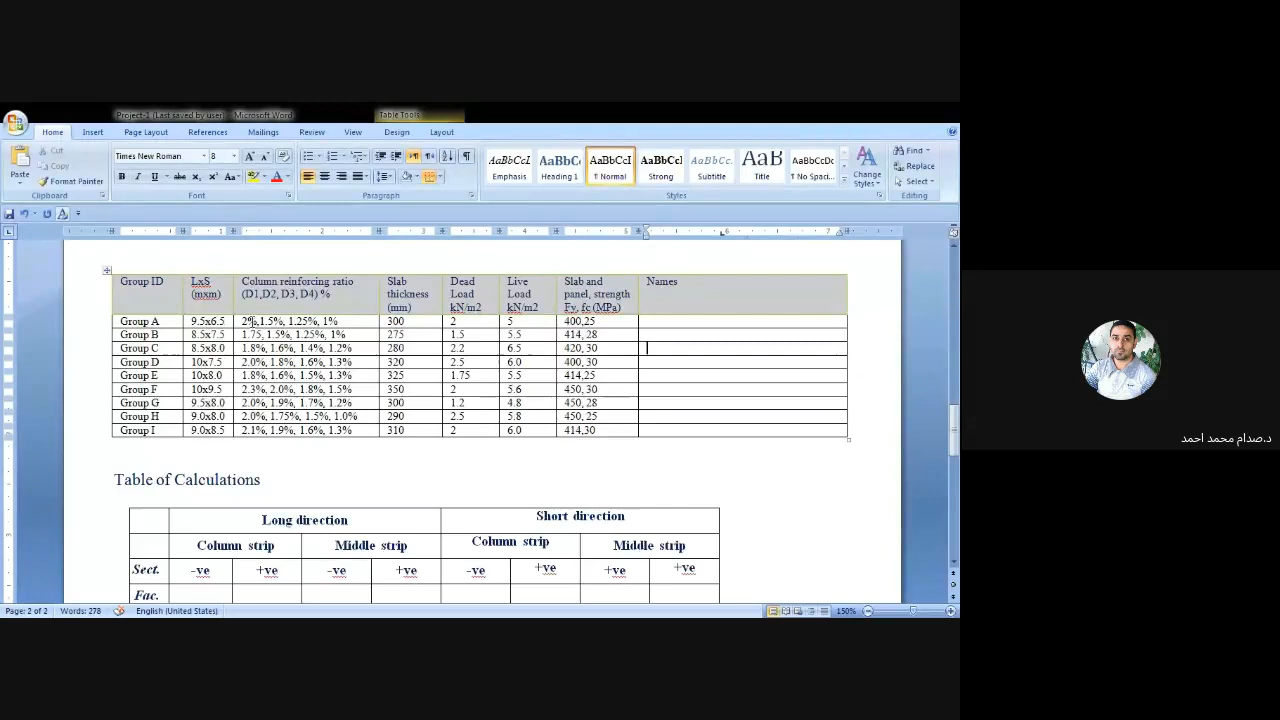 Project-1 (Last saved by user) Microsoft Word
Table Tools
Home Insert Page Layout References Mailings Review View Design Layout
Paste
Cut
Copy
Format Painter
Clipboard
Times New Roman 8
Font
Paragraph
AaBbCcI AaBbC AaBbCcI AaBbCcl AaBbCc. AaB AaBbCcDc
Emphasis Heading 1 ¶ Normal Strong Subtitle Title ¶ No Spaci...
Change Styles
Styles
Find
Replace
Select
Editing
Group ID LxS (mxm) Column reinforcing ratio (D1,D2, D3, D4) % Slab thickness (mm) Dead Load kN/m2 Live Load kN/m2 Slab and panel, strength Fy, fc (MPa) Names
Group A 9.5x6.5 2%,1.5%, 1.25%, 1% 300 2 5 400,25
Group B 8.5x7.5 1.75, 1.5%, 1.25%, 1% 275 1.5 5.5 414, 28
Group C 8.5x8.0 1.8%, 1.6%, 1.4%, 1.2% 280 2.2 6.5 420, 30
Group D 10x7.5 2.0%, 1.8%, 1.6%, 1.3% 320 2.5 6.0 400, 30
Group E 10x8.0 1.8%, 1.6%, 1.5%, 1.3% 325 1.75 5.5 414,25
Group F 10x9.5 2.3%, 2.0%, 1.8%, 1.5% 350 2 5.6 450, 30
Group G 9.5x8.0 2.0%, 1.9%, 1.7%, 1.2% 300 1.2 4.8 450, 28
Group H 9.0x8.0 2.0%, 1.75%, 1.5%, 1.0% 290 2.5 5.8 450, 25
Group I 9.0x8.5 2.1%, 1.9%, 1.6%, 1.3% 310 2 6.0 414,30
Table of Calculations
Long direction Short direction
Column strip Middle strip Column strip Middle strip
Sect. -ve +ve -ve +ve -ve +ve +ve +ve
Fac.
Page: 2 of 2 Words: 278 English (United States) 150%
د.صدام محمد احمد